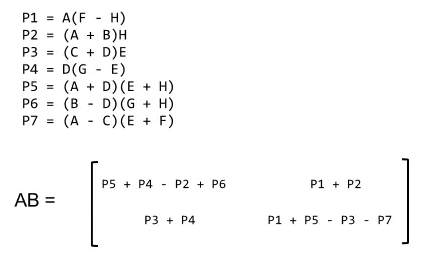 P1 = A(F - H)
P2 = (A + B)H
P3 = (C + D)E
P4 = D(G - E)
P5 = (A + D)(E + H)
P6 = (B - D)(G + H)
P7 = (A - C)(E + F)
P5 + P4 - P2 + P6 P1 + P2
AB =
P3 + P4 P1 + P5 - P3 - P7